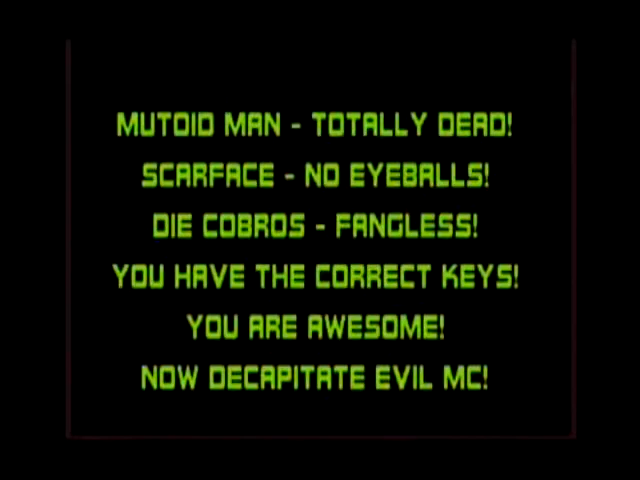 MUTOID MAN - TOTALLY DEAD!
SCARFACE - NO EYEBALLS!
DIE COBROS - FANGLESS!
YOU HAVE THE CORRECT KEYS!
YOU ARE AWESOME!
NOW DECAPITATE EVIL MC!